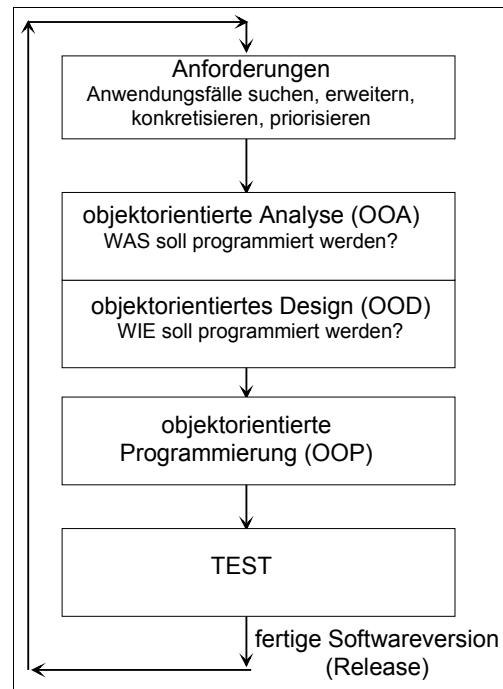 Anforderungen
Anwendungsfälle suchen, erweitern,
konkretisieren, priorisieren
objektorientierte Analyse (OOA)
WAS soll programmiert werden?
objektorientiertes Design (OOD)
WIE soll programmiert werden?
objektorientierte
Programmierung (OOP)
TEST
fertige Softwareversion
(Release)